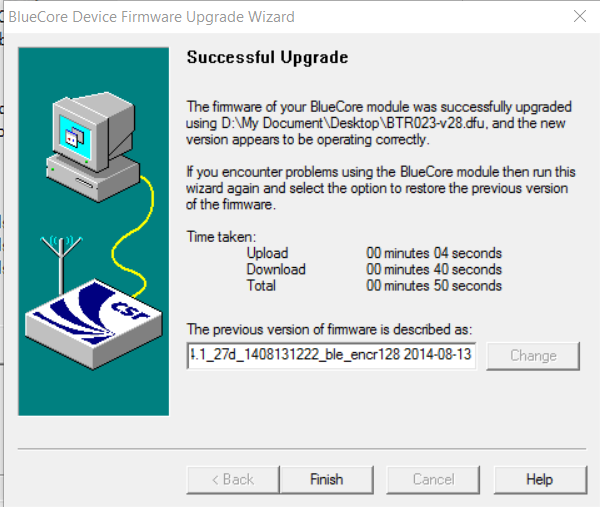 BlueCore Device Firmware Upgrade Wizard
Successful Upgrade
The firmware of your BlueCore module was successfully upgraded
using D:\My Document\Desktop\BTR023-v28.dfu, and the new
version appears to be operating correctly.
If you encounter problems using the BlueCore module then run this
wizard again and select the option to restore the previous version
of the firmware.
Time taken:
Upload 00 minutes 04 seconds
Download 00 minutes 40 seconds
Total 00 minutes 50 seconds
csr
The previous version of firmware is described as:
.1_27d_1408131222_ble_encr128 2014-08-13 Change
< Back Finish Cancel Help